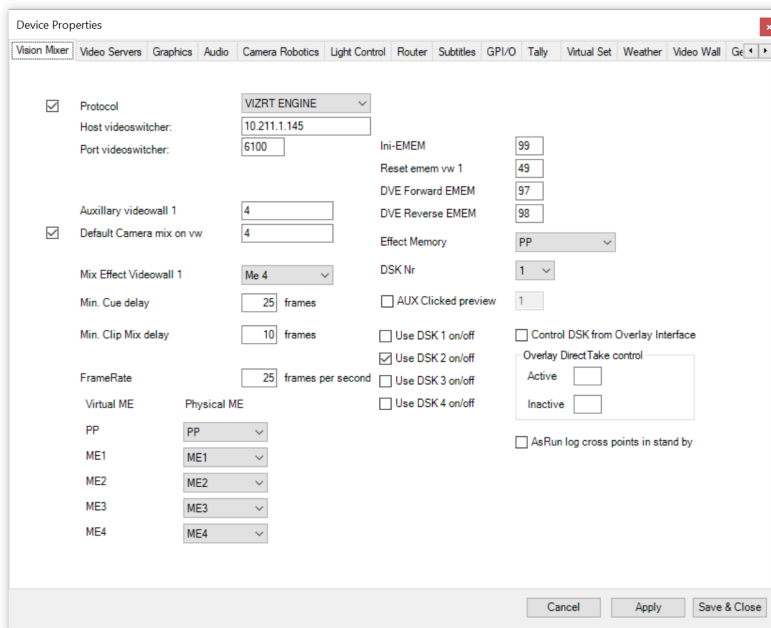 Device Properties
Vision Mixer Video Servers Graphics Audio Camera Robotics Light Control Router Subtitles GPI/O Tally Virtual Set Weather Video Wall Ge
Protocol VIZRT ENGINE
Host videoswitcher: 10.211.1.145
Port videoswitcher: 6100
Ini-EMEM 99
Reset emem vw 1 49
DVE Forward EMEM 97
DVE Reverse EMEM 98
Auxillary videowall 1 4
Default Camera mix on vw 4
Effect Memory PP
Mix Effect Videowall 1 Me 4
DSK Nr 1
Min. Cue delay 25 frames
AUX Clicked preview 1
Min. Clip Mix delay 10 frames
Use DSK 1 on/off
Control DSK from Overlay Interface
Use DSK 2 on/off
Overlay DirectTake control
FrameRate 25 frames per second
Use DSK 3 on/off
Active
Virtual ME Physical ME
Use DSK 4 on/off
Inactive
PP PP
AsRun log cross points in stand by
ME1 ME1
ME2 ME2
ME3 ME3
ME4 ME4
Cancel Apply Save & Close